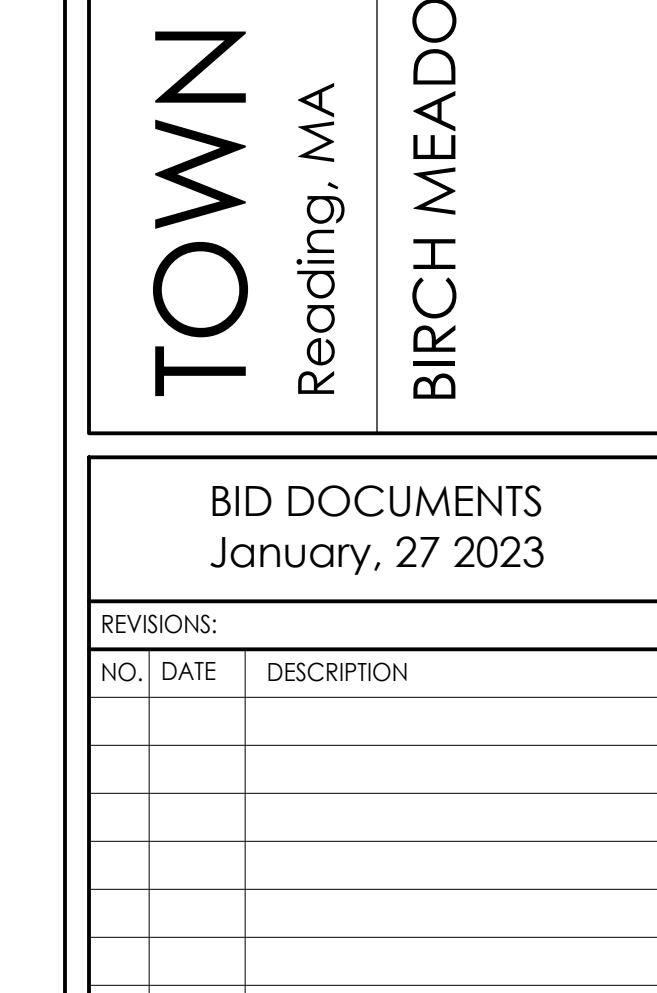 TOWN
Reading, MA
BIRCH MEADO
BID DOCUMENTS
January, 27 2023
REVISIONS:
NO. DATE DESCRIPTION